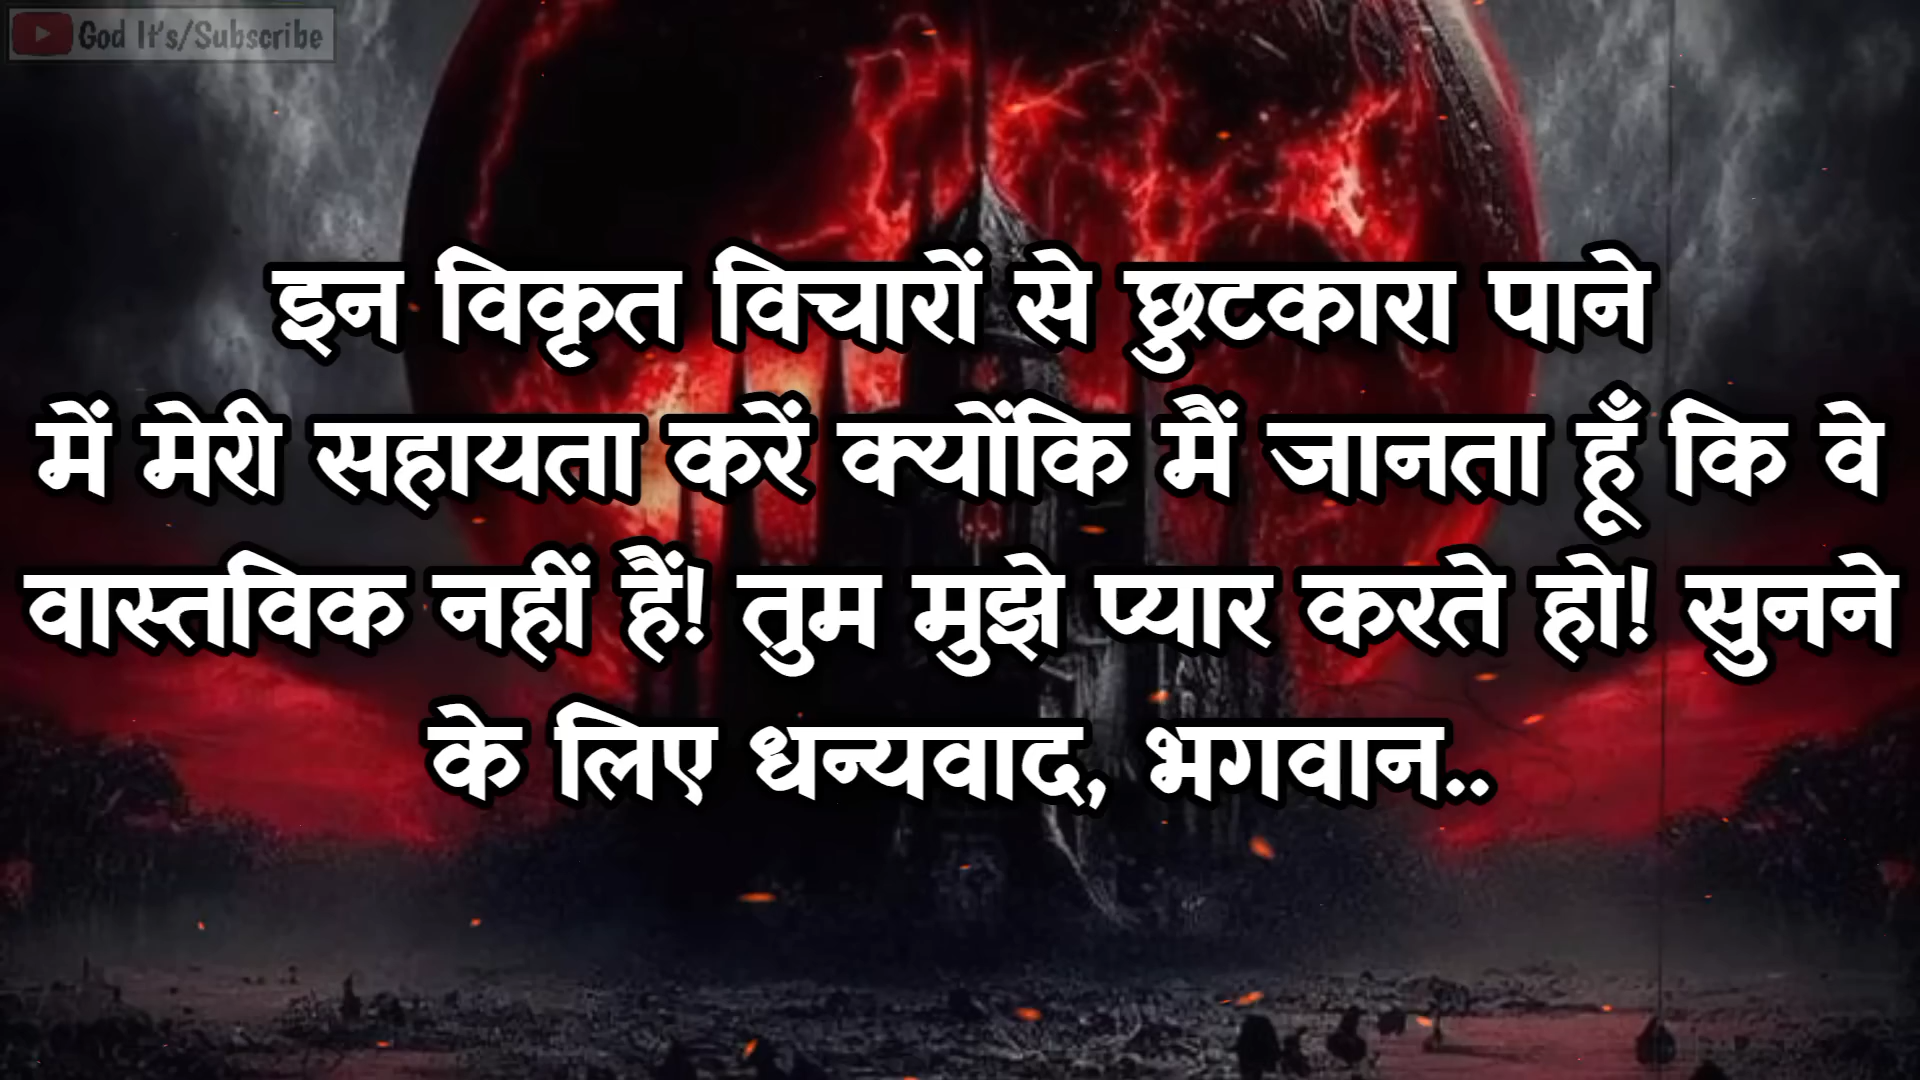 God It's/Subscribe
इन विकृत विचारों से छुटकारा पाने
में मेरी सहायता करें क्योंकि मैं जानता हूँ कि वे
वास्तविक नहीं हैं! तुम मुझे प्यार करते हो! सुनने
के लिए धन्यवाद, भगवान..